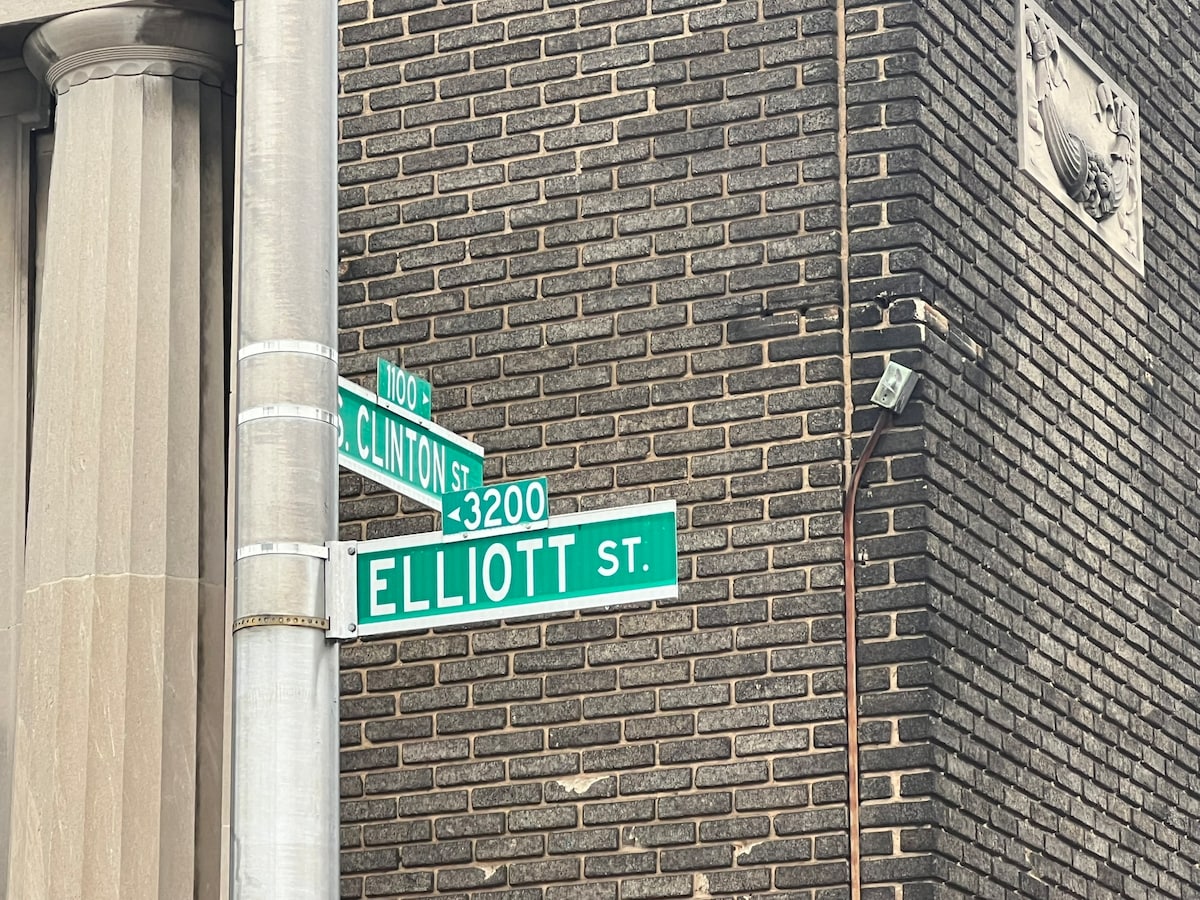 1100
S. CLINTON ST
3200
ELLIOTT ST.